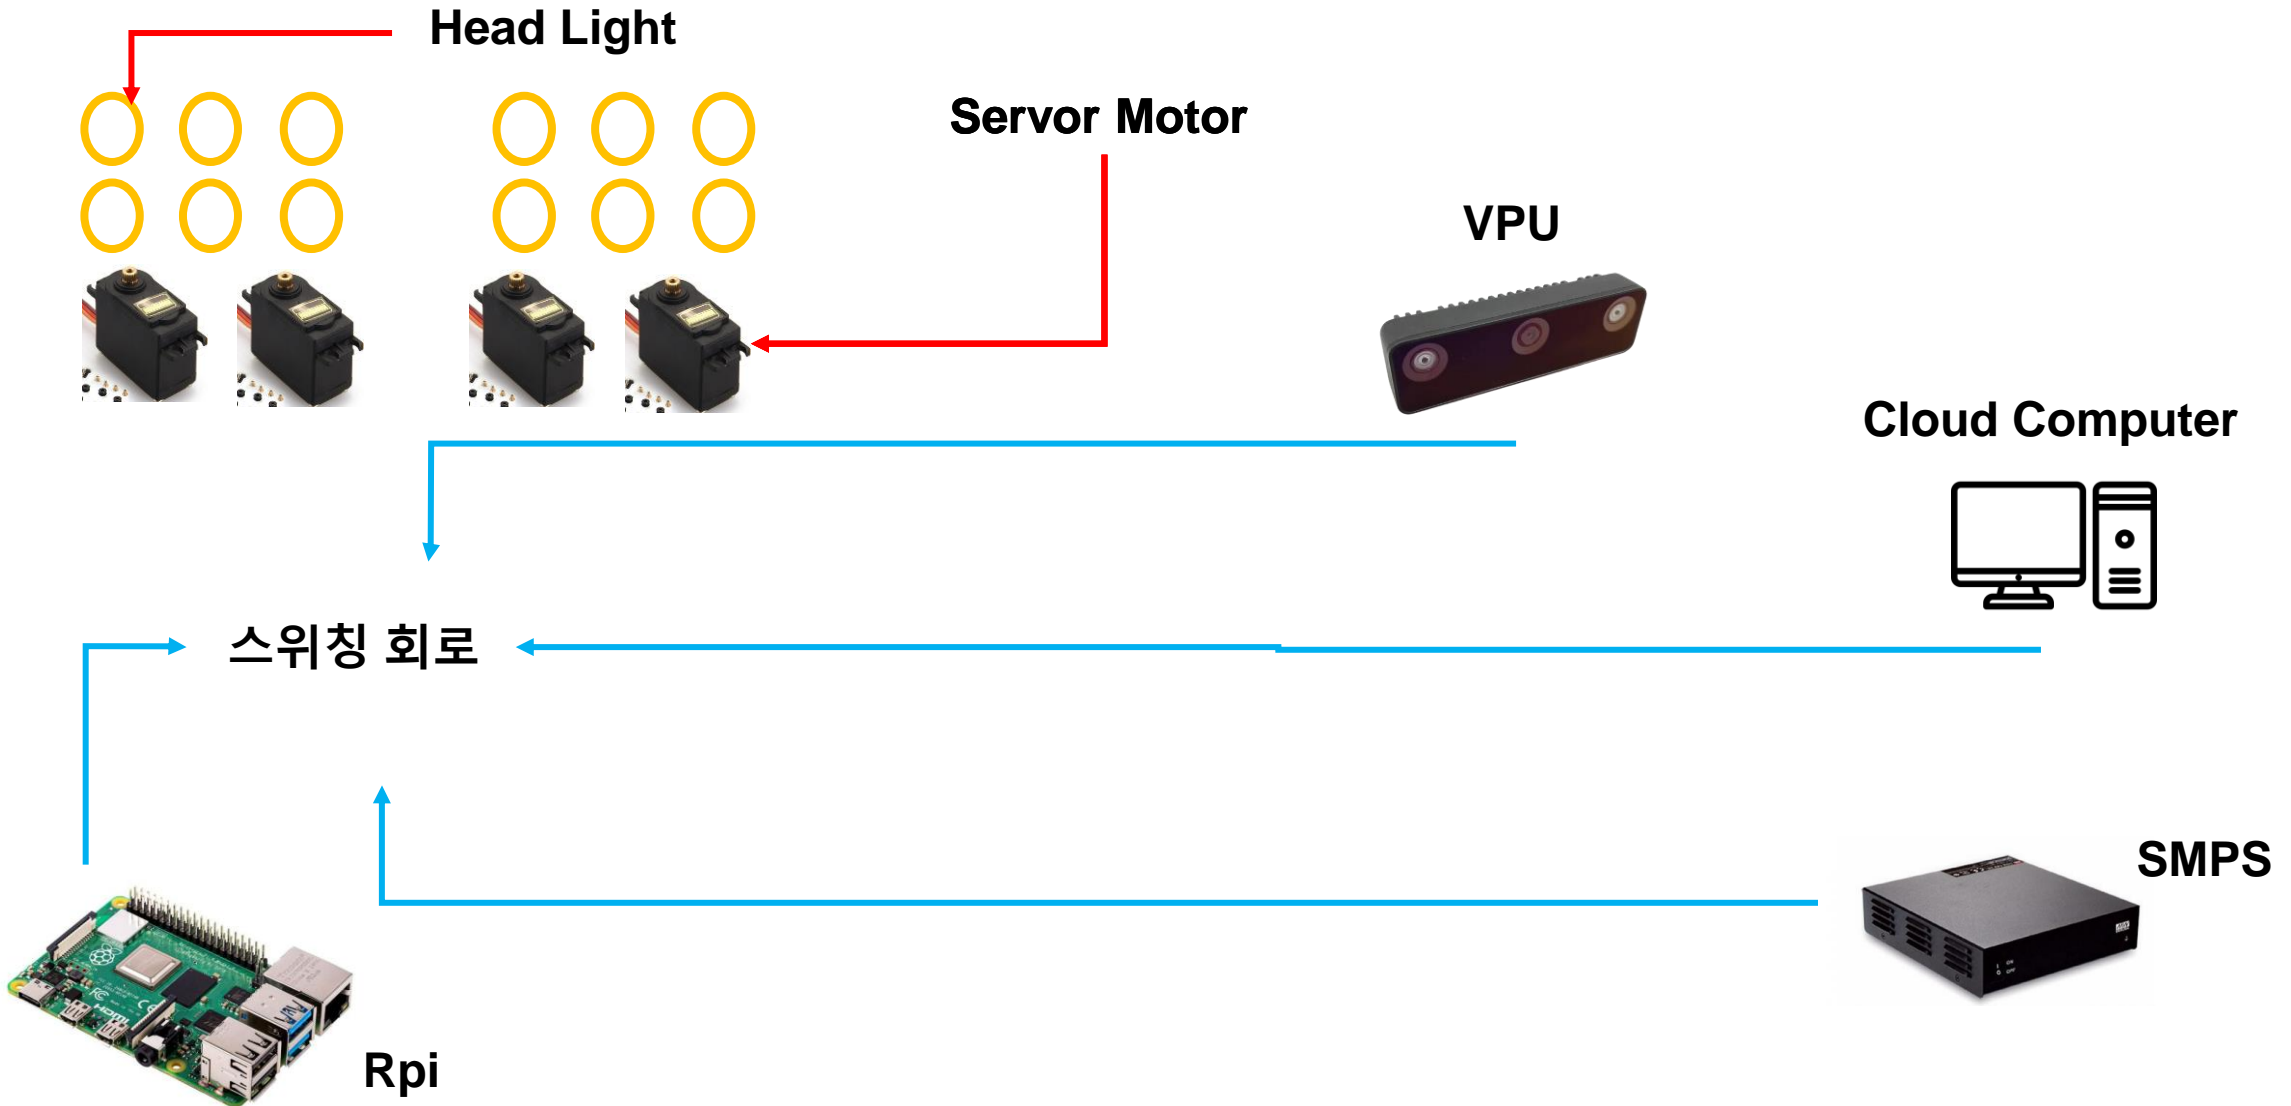 Head Light
Servor Motor
VPU
Cloud Computer
스위칭 회로
SMPS
Rpi